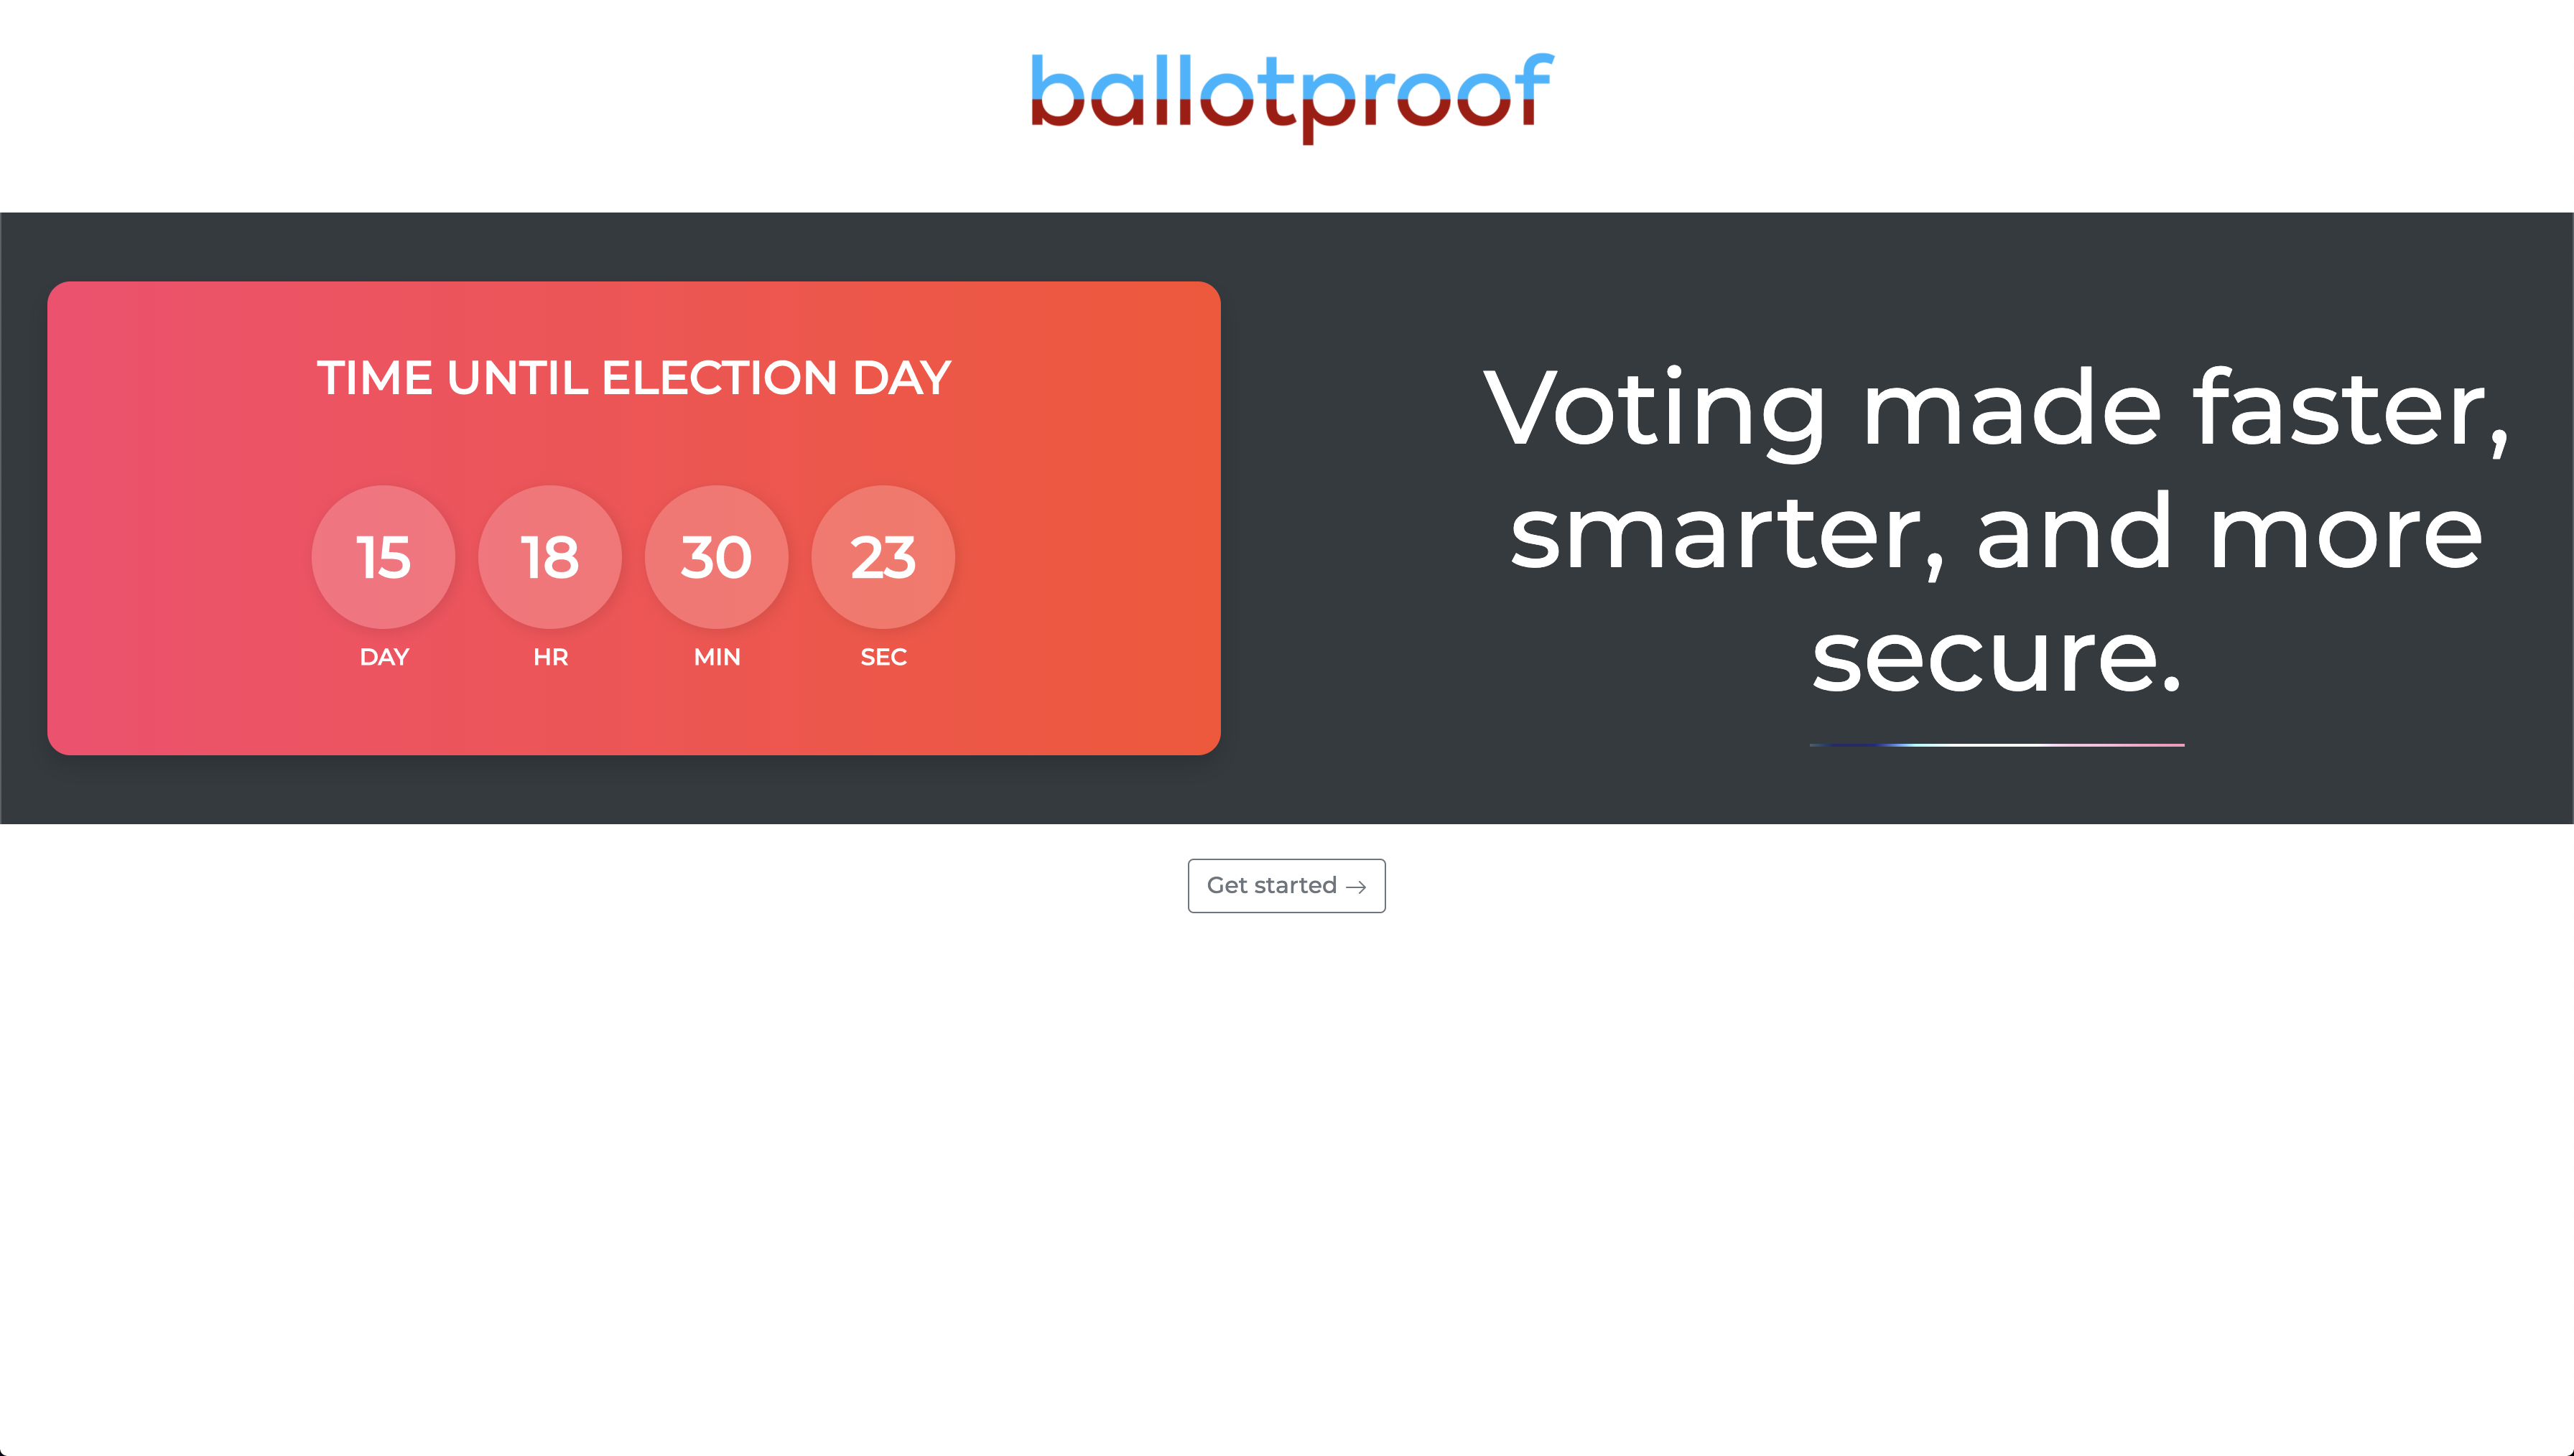 ballotproof
TIME UNTIL ELECTION DAY
15 18 30 23
DAY HR MIN SEC
Voting made faster,
smarter, and more
secure.
Get started →